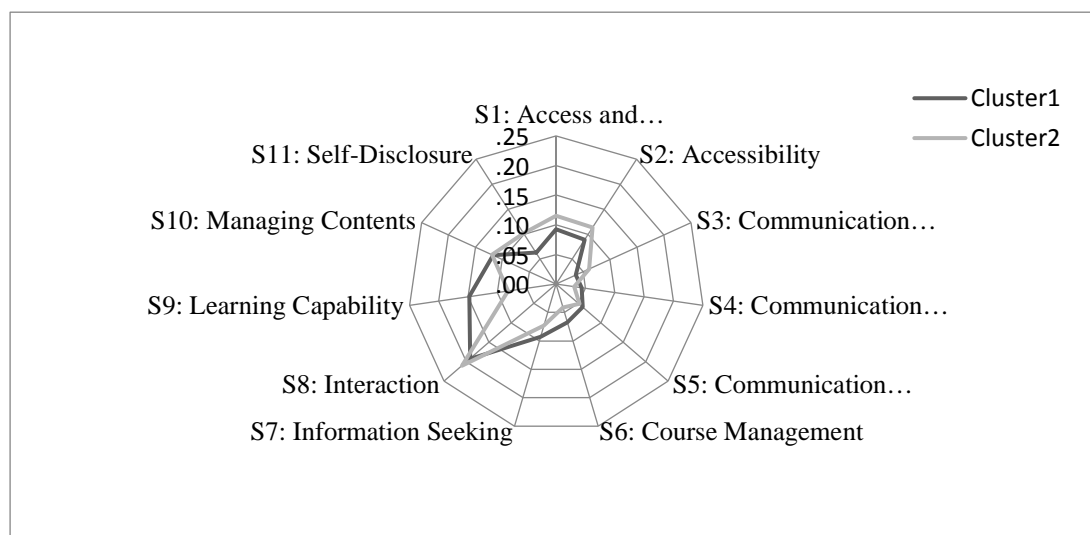 Cluster1
Cluster2
S1: Access and…
S2: Accessibility
S3: Communication…
S4: Communication…
S5: Communication…
S6: Course Management
S7: Information Seeking
S8: Interaction
S9: Learning Capability
S10: Managing Contents
S11: Self-Disclosure
.25
.20
.15
.10
.05
.00